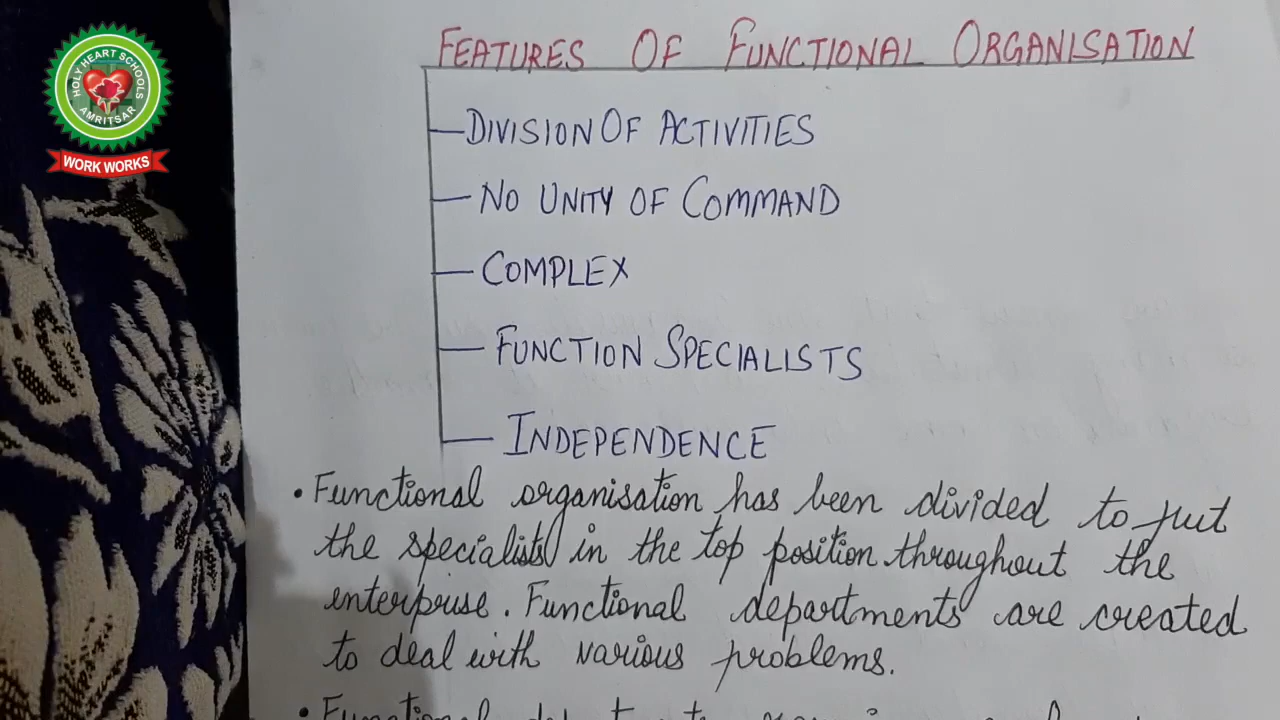 HOLY HEART SCHOOLS
AMRITSAR
WORK WORKS
FEATURES OF FUNCTIONAL ORGANISATION
DIVISION OF ACTIVITIES
NO UNITY OF COMMAND
COMPLEX
FUNCTION SPECIALISTS
INDEPENDENCE
• Functional organisation has been divided to put
the specialists in the top position throughout the
enterprise. Functional departments are created
to deal with various problems.
• Functional